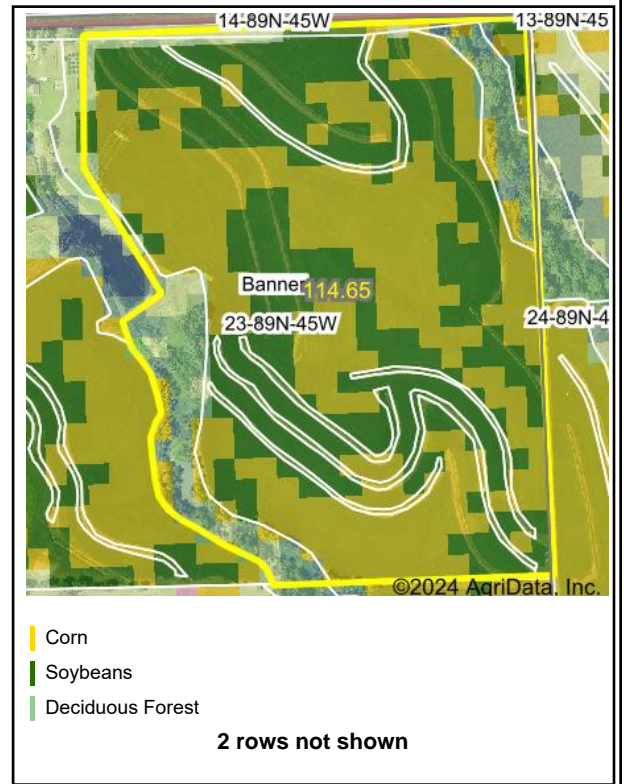 14-89N-45W
13-89N-45
Banner
114.65
23-89N-45W
24-89N-4
©2024 AgriData, Inc.
Corn
Soybeans
Deciduous Forest
2 rows not shown